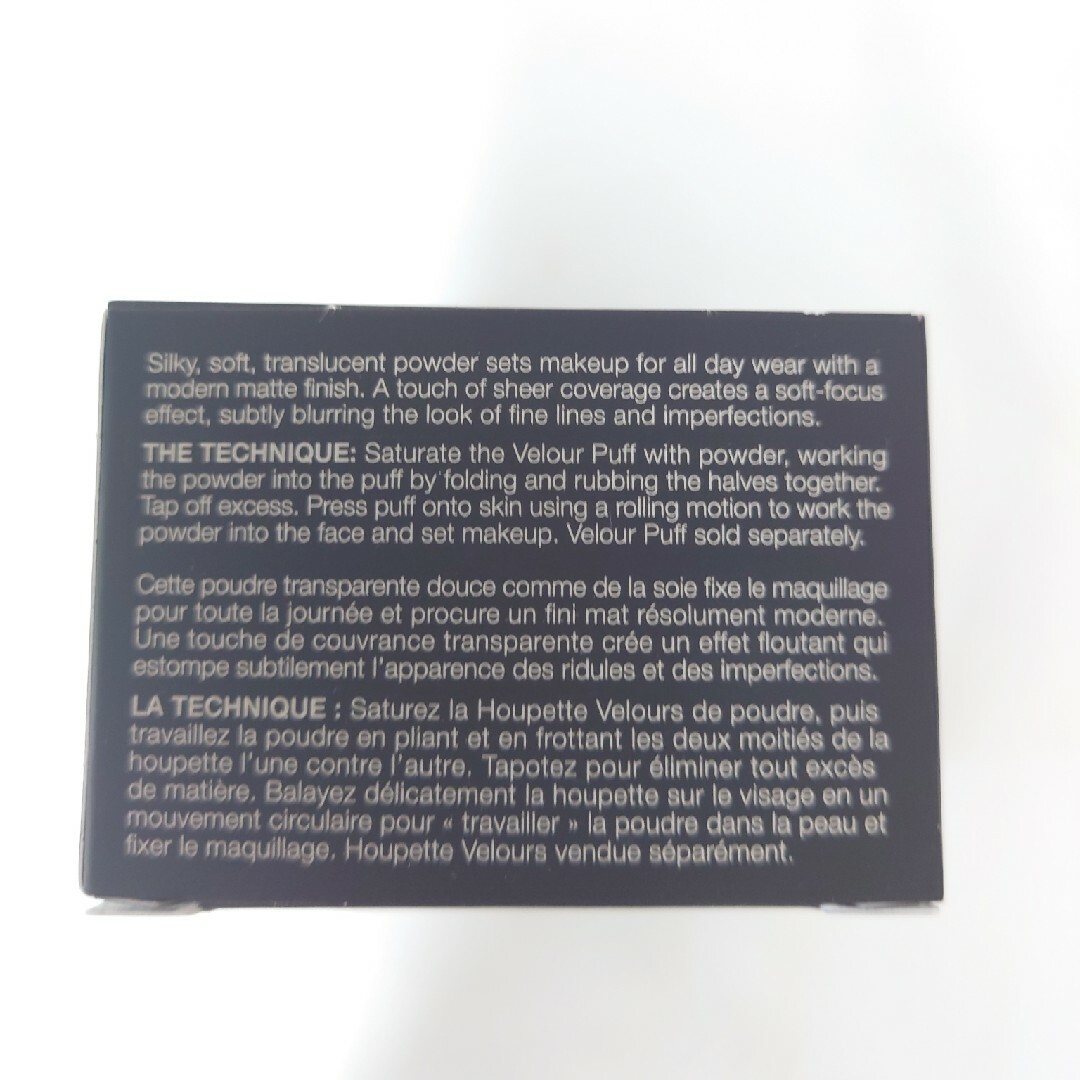 Silky, soft, translucent powder sets makeup for all day wear with a
modern matte finish. A touch of sheer coverage creates a soft-focus
effect, subtly blurring the look of fine lines and imperfections.
THE TECHNIQUE: Saturate the Velour Puff with powder, working
the powder into the puff by folding and rubbing the halves together.
Tap off excess. Press puff onto skin using a rolling motion to work the
powder into the face and set makeup. Velour Puff sold separately.
Cette poudre transparente douce comme de la soie fixe le maquillage
pour toute la journée et procure un fini mat résolument moderne.
Une touche de couvrance transparente crée un effet floutant qui
estompe subtilement l'apparence des ridules et des imperfections.
LA TECHNIQUE : Saturez la Houpette Velours de poudre, puis
travaillez la poudre en pliant et en frottant les deux moitiés de la
houpette l'une contre l'autre. Tapotez pour éliminer tout excès
de matière. Balayez délicatement la houpette sur le visage en un
mouvement circulaire pour « travailler » la poudre dans la peau et
fixer le maquillage. Houpette Velours vendue séparément.